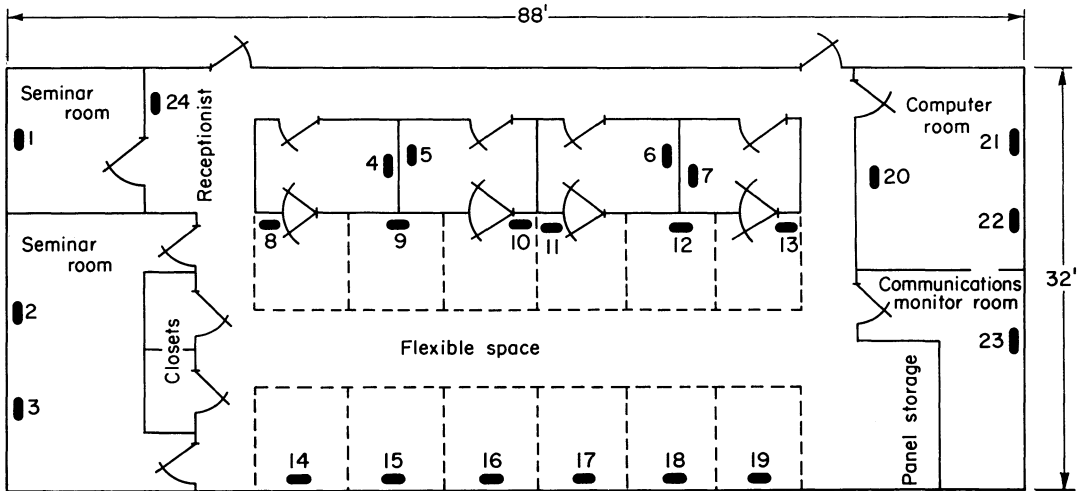 88'
Seminar
room
24
Receptionist
1
4
5
6
7
Computer
room
21
20
22
Seminar
room
8
9
10
11
12
13
Communications
monitor room
32'
2
Closets
Flexible space
23
3
Panel storage
14
15
16
17
18
19